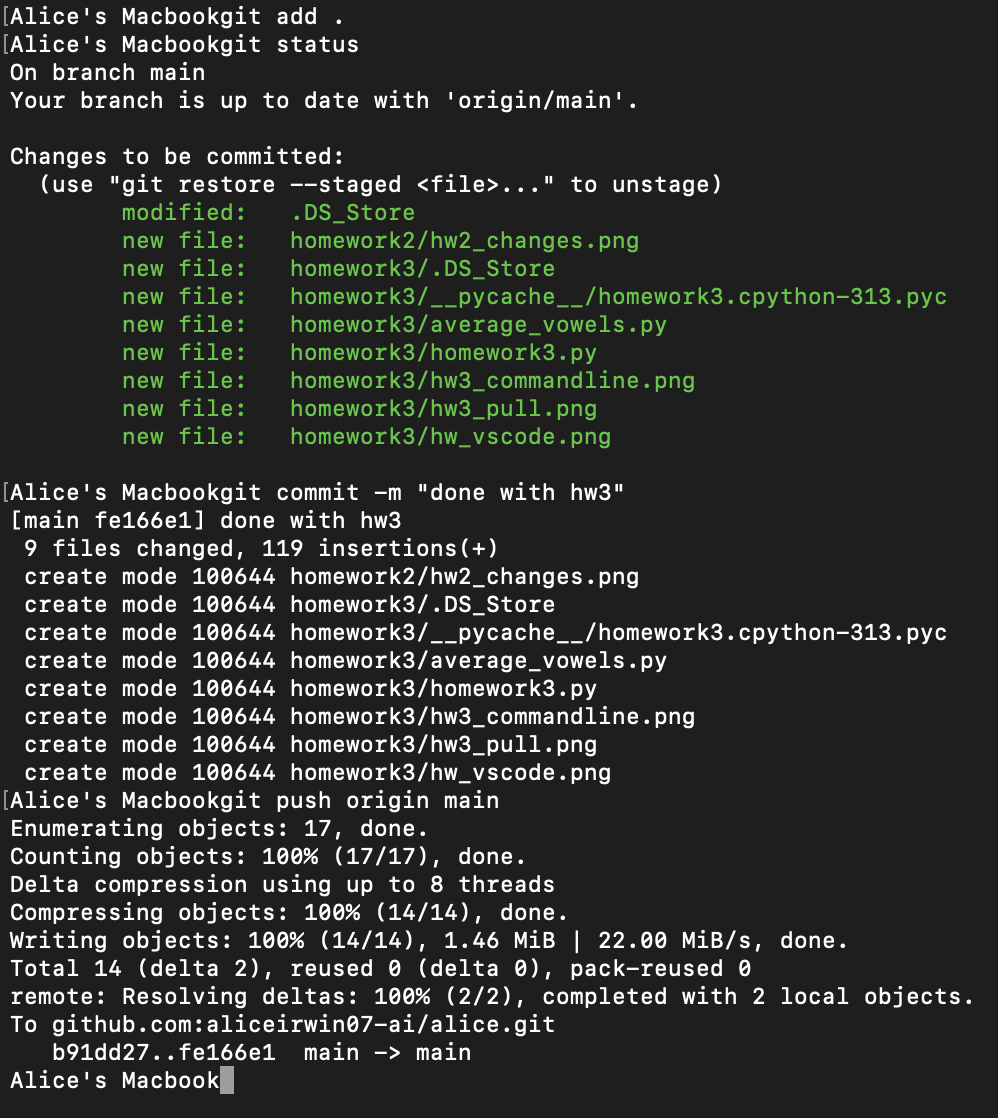 [Alice's Macbookgit add .
[Alice's Macbookgit status
On branch main
Your branch is up to date with 'origin/main'.

Changes to be committed:
  (use "git restore --staged <file>..." to unstage)
        modified:   .DS_Store
        new file:   homework2/hw2_changes.png
        new file:   homework3/.DS_Store
        new file:   homework3/__pycache__/homework3.cpython-313.pyc
        new file:   homework3/average_vowels.py
        new file:   homework3/homework3.py
        new file:   homework3/hw3_commandline.png
        new file:   homework3/hw3_pull.png
        new file:   homework3/hw_vscode.png

[Alice's Macbookgit commit -m "done with hw3"
[main fe166e1] done with hw3
 9 files changed, 119 insertions(+)
 create mode 100644 homework2/hw2_changes.png
 create mode 100644 homework3/.DS_Store
 create mode 100644 homework3/__pycache__/homework3.cpython-313.pyc
 create mode 100644 homework3/average_vowels.py
 create mode 100644 homework3/homework3.py
 create mode 100644 homework3/hw3_commandline.png
 create mode 100644 homework3/hw3_pull.png
 create mode 100644 homework3/hw_vscode.png
[Alice's Macbookgit push origin main
Enumerating objects: 17, done.
Counting objects: 100% (17/17), done.
Delta compression using up to 8 threads
Compressing objects: 100% (14/14), done.
Writing objects: 100% (14/14), 1.46 MiB | 22.00 MiB/s, done.
Total 14 (delta 2), reused 0 (delta 0), pack-reused 0
remote: Resolving deltas: 100% (2/2), completed with 2 local objects.
To github.com:aliceirwin07-ai/alice.git
   b91dd27..fe166e1  main -> main
Alice's Macbook